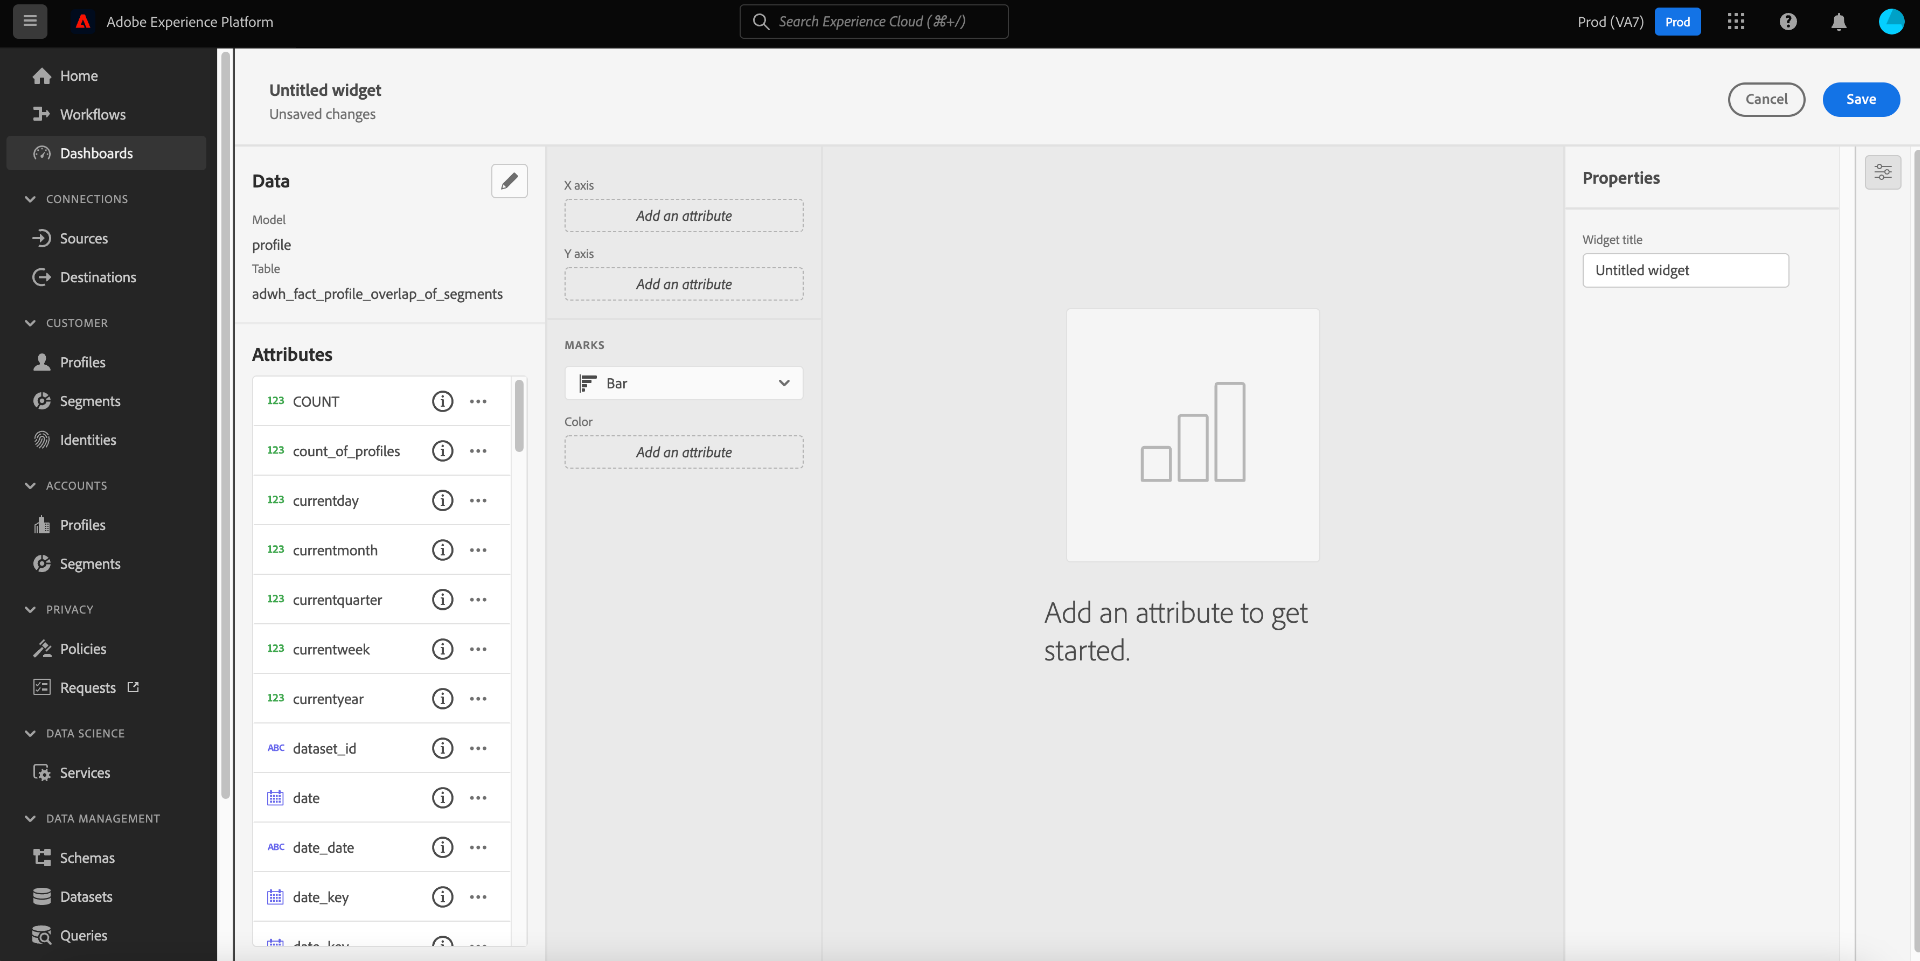 Adobe Experience Platform
Search Experience Cloud (⌘+/)
Prod (VA7)
Prod
Home
Workflows
Dashboards
CONNECTIONS
Sources
Destinations
CUSTOMER
Profiles
Segments
Identities
ACCOUNTS
Profiles
Segments
PRIVACY
Policies
Requests
DATA SCIENCE
Services
DATA MANAGEMENT
Schemas
Datasets
Queries
Untitled widget
Unsaved changes
Cancel
Save
Data
Model
profile
Table
adwh_fact_profile_overlap_of_segments
Attributes
123 COUNT
123 count_of_profiles
123 currentday
123 currentmonth
123 currentquarter
123 currentweek
123 currentyear
ABC dataset_id
date
ABC date_date
date_key
date_key
X axis
Add an attribute
Y axis
Add an attribute
MARKS
Bar
Color
Add an attribute
Add an attribute to get
started.
Properties
Widget title
Untitled widget